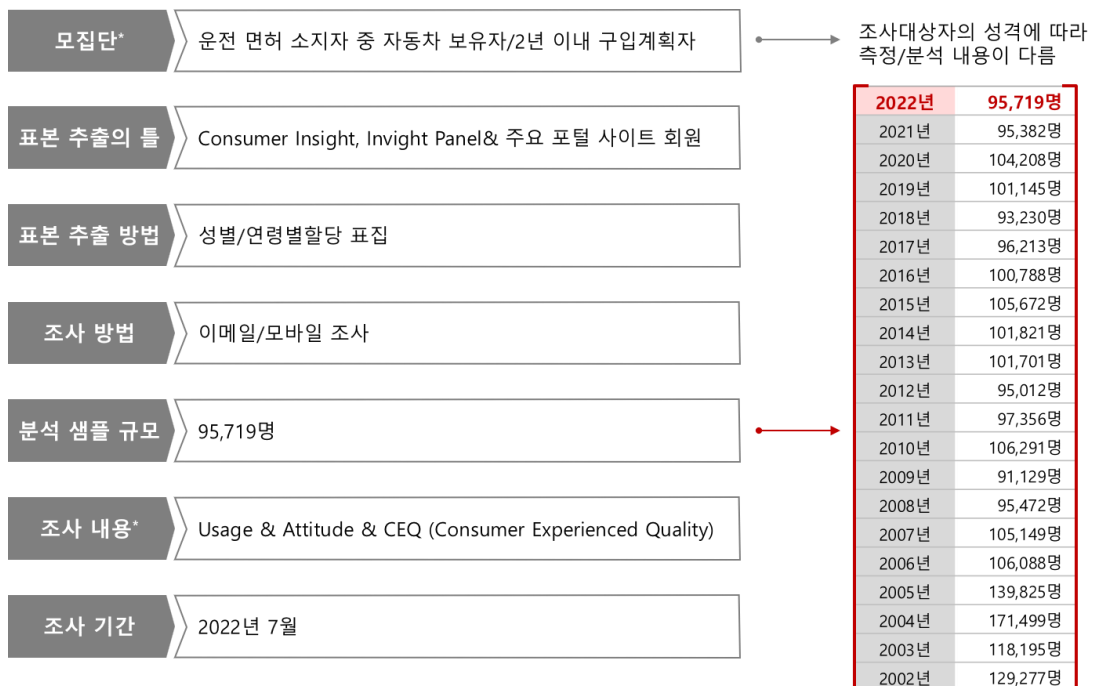 모집단*
운전 면허 소지자 중 자동차 보유자/2년 이내 구입계획자
조사대상자의 성격에 따라
측정/분석 내용이 다름
표본 추출의 틀
Consumer Insight, Invight Panel& 주요 포털 사이트 회원
표본 추출 방법
성별/연령별할당 표집
조사 방법
이메일/모바일 조사
분석 샘플 규모
95,719명
조사 내용*
Usage & Attitude & CEQ (Consumer Experienced Quality)
조사 기간
2022년 7월
2022년 95,719명
2021년 95,382명
2020년 104,208명
2019년 101,145명
2018년 93,230명
2017년 96,213명
2016년 100,788명
2015년 105,672명
2014년 101,821명
2013년 101,701명
2012년 95,012명
2011년 97,356명
2010년 106,291명
2009년 91,129명
2008년 95,472명
2007년 105,149명
2006년 106,088명
2005년 139,825명
2004년 171,499명
2003년 118,195명
2002년 129,277명